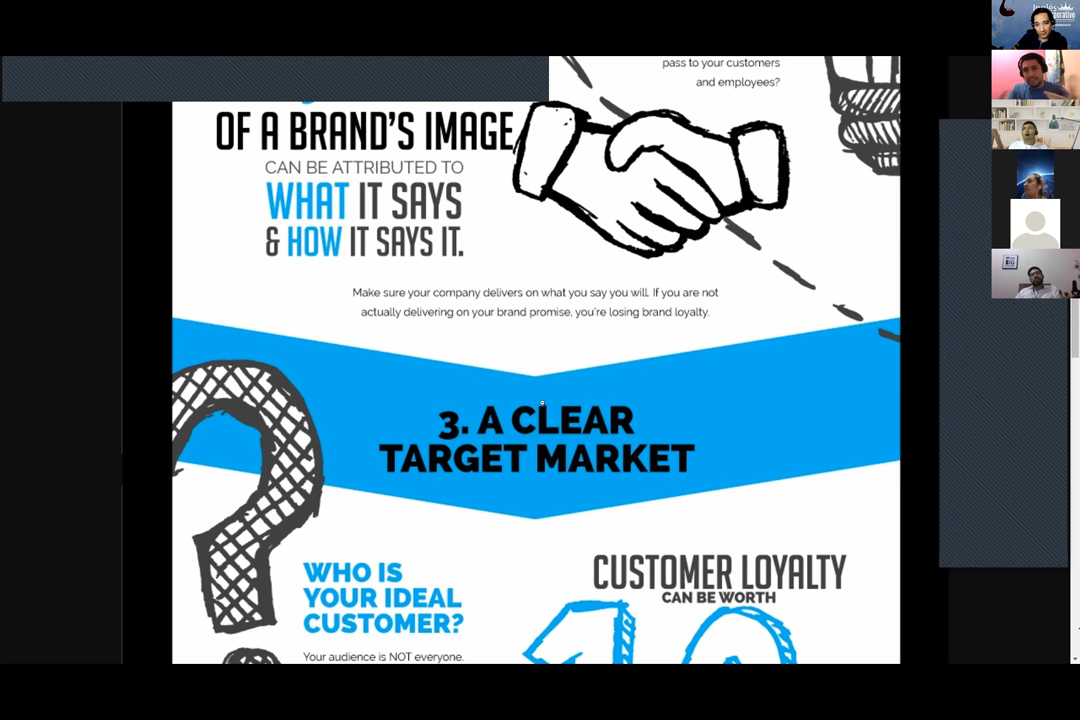 pass to your customers
and employees?
OF A BRAND'S IMAGE
CAN BE ATTRIBUTED TO
WHAT IT SAYS
& HOW IT SAYS IT.
Make sure your company delivers on what you say you will. If you are not
actually delivering on your brand promise, you're losing brand loyalty.
3. A CLEAR
TARGET MARKET
WHO IS
YOUR IDEAL
CUSTOMER?
Your audience is NOT everyone.
CUSTOMER LOYALTY
CAN BE WORTH
10
BIG